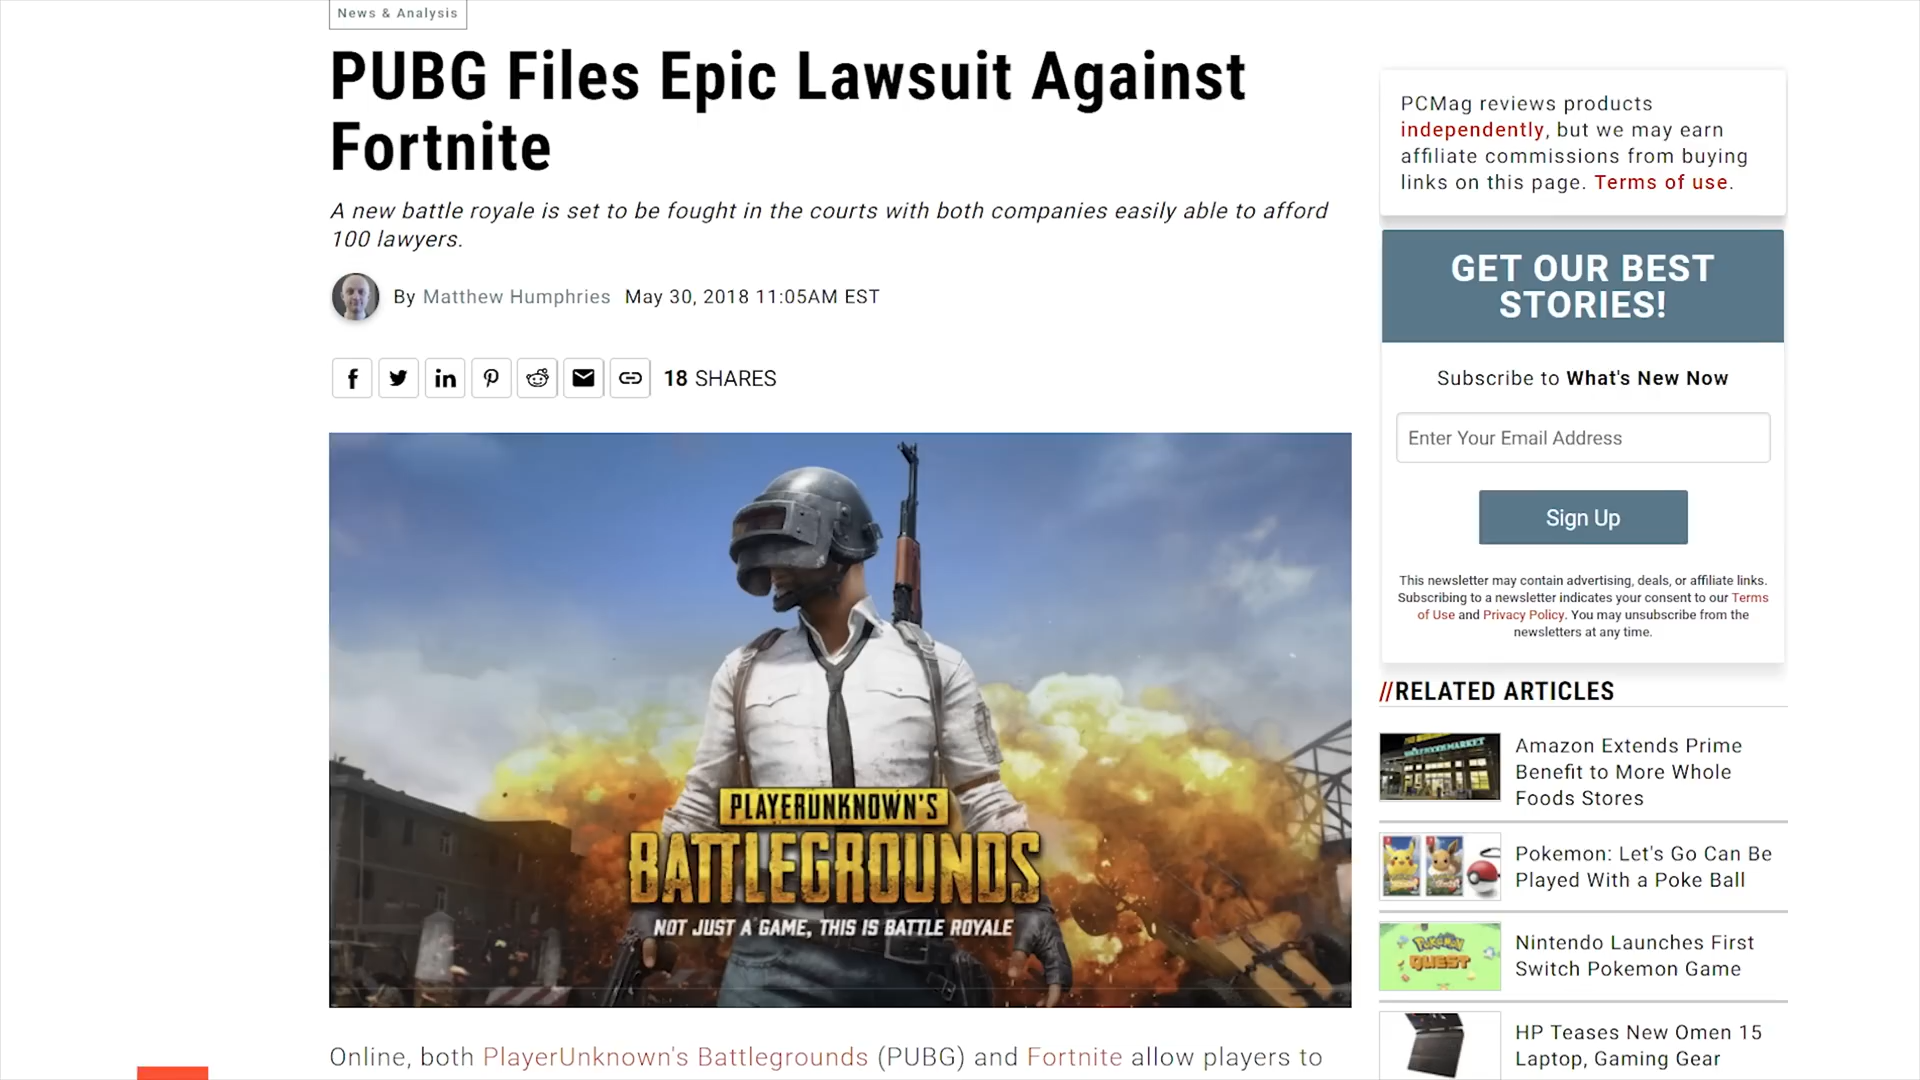 News & Analysis
PUBG Files Epic Lawsuit Against
Fortnite
A new battle royale is set to be fought in the courts with both companies easily able to afford
100 lawyers.
By Matthew Humphries May 30, 2018 11:05AM EST
18 SHARES
PLAYERUNKNOWN'S
BATTLEGROUNDS
NOT JUST A GAME, THIS IS BATTLE ROYALE
Online, both PlayerUnknown's Battlegrounds (PUBG) and Fortnite allow players to
PCMag reviews products
independently, but we may earn
affiliate commissions from buying
links on this page. Terms of use.
GET OUR BEST
STORIES!
Subscribe to What's New Now
Enter Your Email Address
Sign Up
This newsletter may contain advertising, deals, or affiliate links.
Subscribing to a newsletter indicates your consent to our Terms
of Use and Privacy Policy. You may unsubscribe from the
newsletters at any time.
//RELATED ARTICLES
Amazon Extends Prime
Benefit to More Whole
Foods Stores
Pokemon: Let's Go Can Be
Played With a Poke Ball
POKéMON
QUEST
Nintendo Launches First
Switch Pokemon Game
HP Teases New Omen 15
Laptop, Gaming Gear